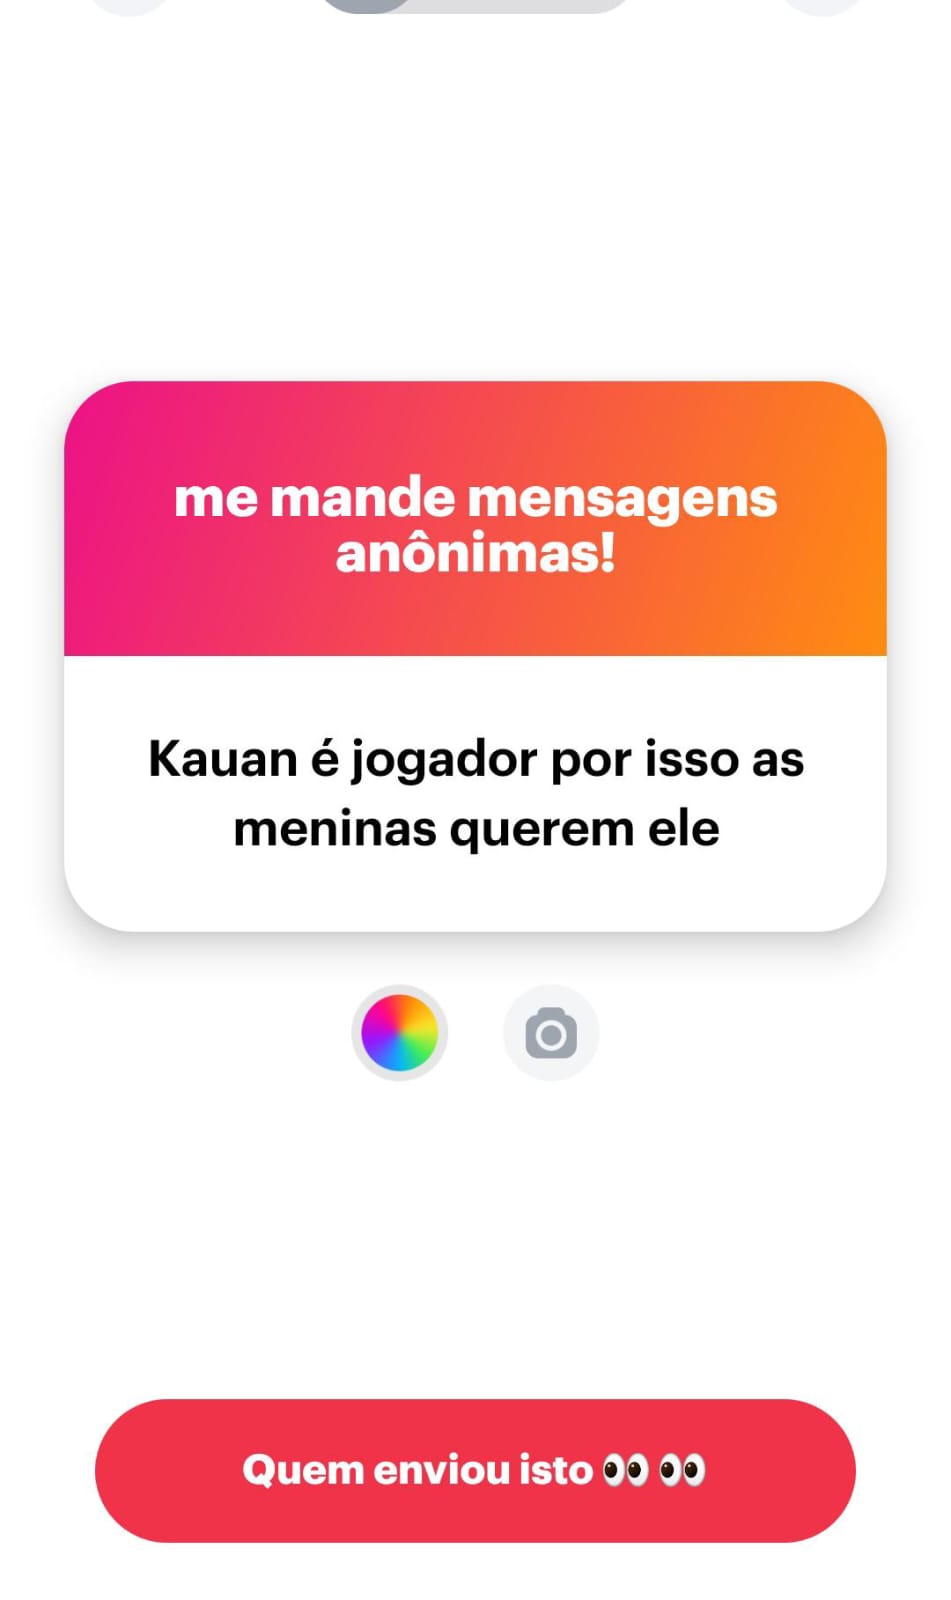 me mande mensagens
anônimas!
Kauan é jogador por isso as
meninas querem ele
Quem enviou isto 👀 👀